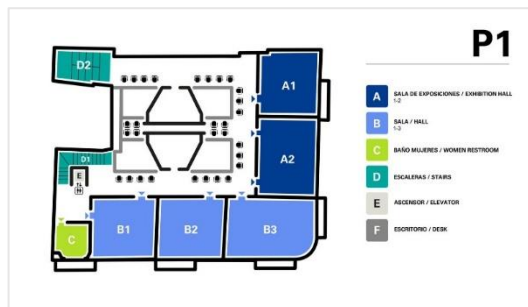 P1
D2
A1
A2
D1
E
C
B1
B2
B3
A
SALA DE EXPOSICIONES / EXHIBITION HALL
1-2
B
SALA / HALL
1-3
C
BAÑO MUJERES / WOMEN RESTROOM
D
ESCALERAS / STAIRS
E
ASCENSOR / ELEVATOR
F
ESCRITORIO / DESK